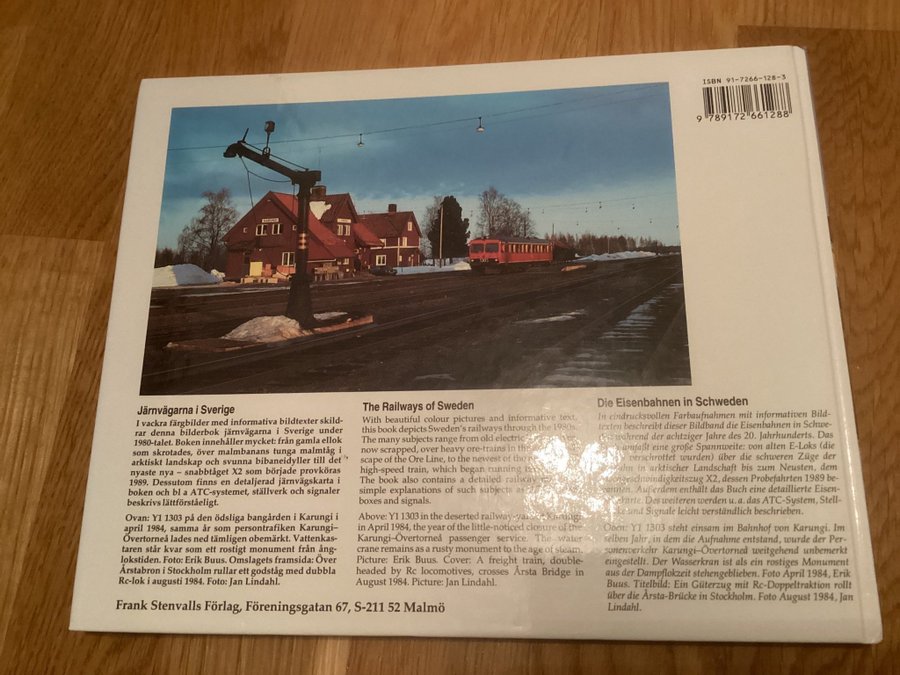 ISBN 91-7266-128-3
9 789172 661288
KARUNGI
Järnvägarna i Sverige
I vackra färgbilder med informativa bildtexter skild-
rar denna bilderbok järnvägarna i Sverige under
1980-talet. Boken innehåller mycket: från gamla ellok
som skrotades, över malmbanans tunga malmtåg i
arktiskt landskap och svunna bibaneidyller till det
nyaste nya – snabbtåget X2 som började provköras
1989. Dessutom finns en detaljerad järnvägskarta i
boken och bl a ATC-systemet, ställverk och signaler
beskrivs lättförståeligt.
Ovan: Y1 1303 på den ödsliga bangården i Karungi i
april 1984, samma år som persontrafiken Karungi–
Övertorneå lades ned tämligen obemärkt. Vattenkas-
taren står kvar som ett rostigt monument från ång-
lokstiden. Foto: Erik Buus. Omslagets framsida: Över
Årstabron i Stockholm rullar ett godståg med dubbla
Rc-lok i augusti 1984. Foto: Jan Lindahl.
The Railways of Sweden
With beautiful colour pictures and informative text,
this book depicts Sweden's railways through the 1980s.
The many subjects range from old electric
now scrapped, over heavy ore-trains in the
scape of the Ore Line, to the newest of the
high-speed train, which began running
The book also contains a detailed railway
simple explanations of such subjects
boxes and signals.
Above: Y1 1303 in the deserted railway-yard Karungi
in April 1984, the year of the little-noticed closure of the
Karungi–Övertorneå passenger service. The water
crane remains as a rusty monument to the age of steam.
Picture: Erik Buus. Cover: A freight train, double-
headed by Rc locomotives, crosses Årsta Bridge in
August 1984. Picture: Jan Lindahl.
Die Eisenbahnen in Schweden
In eindrucksvollen Farbaufnahmen mit informativen Bild-
texten beschreibt dieser Bildband die Eisenbahnen in Schwe-
während der achtziger Jahre des 20. Jahrhunderts. Das
umfaßt eine große Spannweite: von alten E-Loks (die
verschrottet wurden) über die schweren Züge der
in arktischer Landschaft bis zum Neusten, dem
X2, dessen Probefahrten 1989 be-
Außerdem enthält das Buch eine detaillierte Eisen-
Des weiteren werden u. a. das ATC-System, Stell-
und Signale leicht verständlich beschrieben.
Oben: Y1 1303 steht einsam im Bahnhof von Karungi. Im
selben Jahr, in dem die Aufnahme entstand, wurde der Per-
sonenverkehr Karungi–Övertorneå weitgehend unbemerkt
eingestellt. Der Wasserkran ist als ein rostiges Monument
aus der Dampflokzeit stehengeblieben. Foto April 1984, Erik
Buus. Titelbild: Ein Güterzug mit Rc-Doppeltraktion rollt
über die Årsta-Brücke in Stockholm. Foto August 1984, Jan
Lindahl.
Frank Stenvalls Förlag, Föreningsgatan 67, S-211 52 Malmö